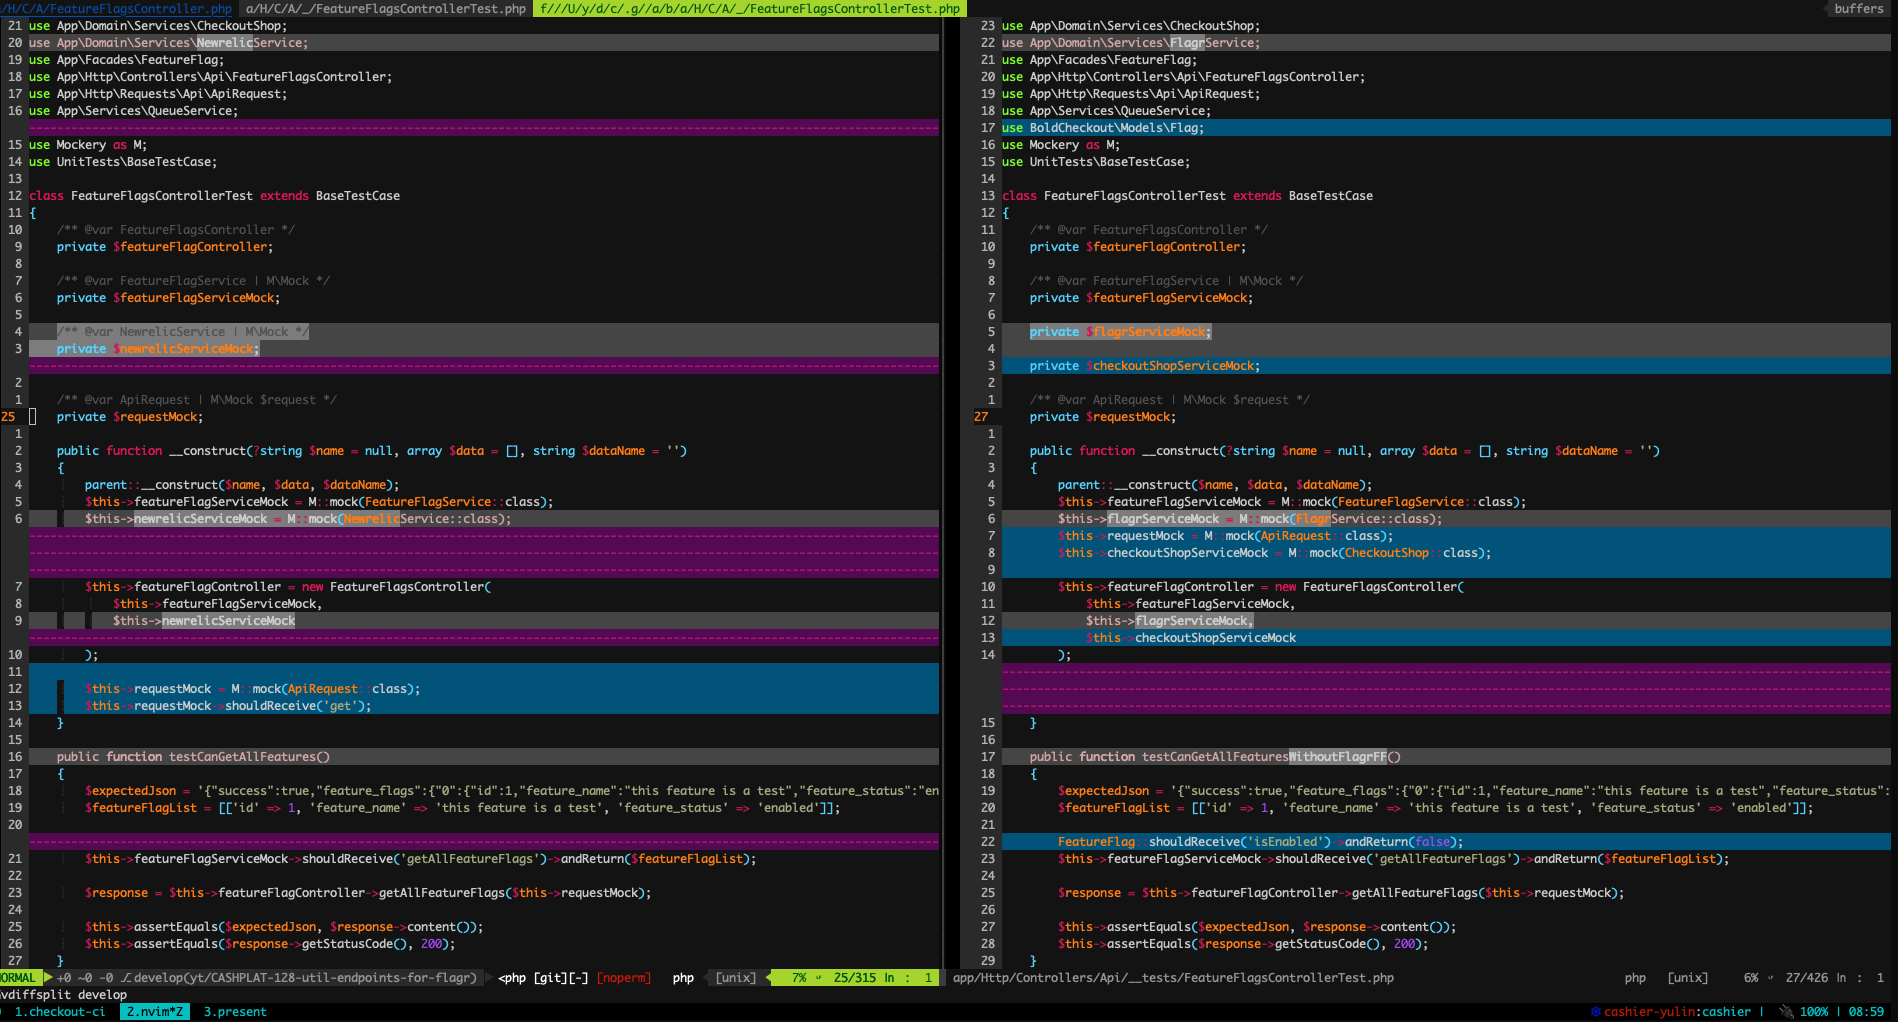 a/H/C/A/FeatureFlagsController.php  a/H/C/A/_/FeatureFlagsControllerTest.php  f///U/y/d/c/.g//a/b/a/H/C/A/_/FeatureFlagsControllerTest.php  buffers
21 use App\Domain\Services\CheckoutShop;
20 use App\Domain\Services\NewrelicService;
19 use App\Facades\FeatureFlag;
18 use App\Http\Controllers\Api\FeatureFlagsController;
17 use App\Http\Requests\Api\ApiRequest;
16 use App\Services\QueueService;
15 use Mockery as M;
14 use UnitTests\BaseTestCase;
13
12 class FeatureFlagsControllerTest extends BaseTestCase
11 {
10     /** @var FeatureFlagsController */
9     private $featureFlagController;
8
7     /** @var FeatureFlagService | M\Mock */
6     private $featureFlagServiceMock;
5
4     /** @var NewrelicService | M\Mock */
3     private $newrelicServiceMock;
2
1     /** @var ApiRequest | M\Mock $request */
25     private $requestMock;
1
2     public function __construct(?string $name = null, array $data = [], string $dataName = '')
3     {
4         parent::__construct($name, $data, $dataName);
5         $this->featureFlagServiceMock = M::mock(FeatureFlagService::class);
6         $this->newrelicServiceMock = M::mock(NewrelicService::class);
7         $this->featureFlagController = new FeatureFlagsController(
8             $this->featureFlagServiceMock,
9             $this->newrelicServiceMock
10         );
11
12         $this->requestMock = M::mock(ApiRequest::class);
13         $this->requestMock->shouldReceive('get');
14     }
15
16     public function testCanGetAllFeatures()
17     {
18         $expectedJson = '{"success":true,"feature_flags":{"0":{"id":1,"feature_name":"this feature is a test","feature_status":"en
19         $featureFlagList = [['id' => 1, 'feature_name' => 'this feature is a test', 'feature_status' => 'enabled']];
20
21         $this->featureFlagServiceMock->shouldReceive('getAllFeatureFlags')->andReturn($featureFlagList);
22
23         $response = $this->featureFlagController->getAllFeatureFlags($this->requestMock);
24
25         $this->assertEquals($expectedJson, $response->content());
26         $this->assertEquals($response->getStatusCode(), 200);
27     }
23 use App\Domain\Services\CheckoutShop;
22 use App\Domain\Services\FlagrService;
21 use App\Facades\FeatureFlag;
20 use App\Http\Controllers\Api\FeatureFlagsController;
19 use App\Http\Requests\Api\ApiRequest;
18 use App\Services\QueueService;
17 use BoldCheckout\Models\Flag;
16 use Mockery as M;
15 use UnitTests\BaseTestCase;
14
13 class FeatureFlagsControllerTest extends BaseTestCase
12 {
11     /** @var FeatureFlagsController */
10     private $featureFlagController;
9
8     /** @var FeatureFlagService | M\Mock */
7     private $featureFlagServiceMock;
6
5     private $flagrServiceMock;
4
3     private $checkoutShopServiceMock;
2
1     /** @var ApiRequest | M\Mock $request */
27     private $requestMock;
1
2     public function __construct(?string $name = null, array $data = [], string $dataName = '')
3     {
4         parent::__construct($name, $data, $dataName);
5         $this->featureFlagServiceMock = M::mock(FeatureFlagService::class);
6         $this->flagrServiceMock = M::mock(FlagrService::class);
7         $this->requestMock = M::mock(ApiRequest::class);
8         $this->checkoutShopServiceMock = M::mock(CheckoutShop::class);
9
10         $this->featureFlagController = new FeatureFlagsController(
11             $this->featureFlagServiceMock,
12             $this->flagrServiceMock,
13             $this->checkoutShopServiceMock
14         );
15     }
16
17     public function testCanGetAllFeaturesWithoutFlagrFF()
18     {
19         $expectedJson = '{"success":true,"feature_flags":{"0":{"id":1,"feature_name":"this feature is a test","feature_status":
20         $featureFlagList = [['id' => 1, 'feature_name' => 'this feature is a test', 'feature_status' => 'enabled']];
21
22         FeatureFlag::shouldReceive('isEnabled')->andReturn(false);
23         $this->featureFlagServiceMock->shouldReceive('getAllFeatureFlags')->andReturn($featureFlagList);
24
25         $response = $this->featureFlagController->getAllFeatureFlags($this->requestMock);
26
27         $this->assertEquals($expectedJson, $response->content());
28         $this->assertEquals($response->getStatusCode(), 200);
29     }
NORMAL  +0 ~0 -0 develop(yt/CASHPLAT-128-util-endpoints-for-flagr)  <php [git][-] [noperm]  php  [unix]  7%  25/315 ln :  1  app/Http/Controllers/Api/__tests/FeatureFlagsControllerTest.php  php  [unix]  6%  27/426 ln :  1
vdiffsplit develop
1.checkout-ci  2.nvim*Z  3.present  cashier-yulin:cashier |  100% | 08:59